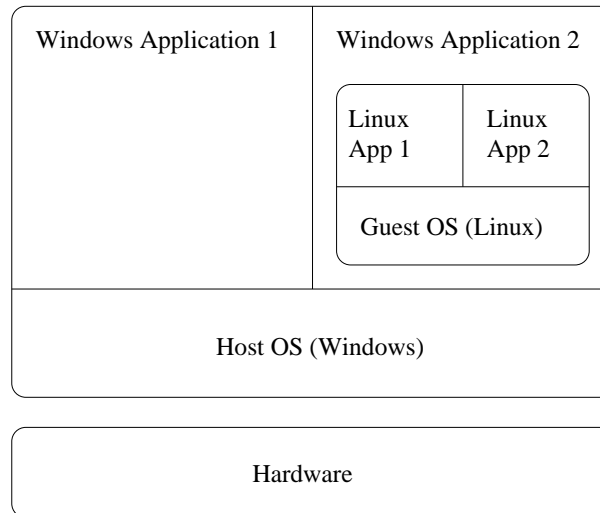 Windows Application 1
Windows Application 2
Linux
App 1
Linux
App 2
Guest OS (Linux)
Host OS (Windows)
Hardware